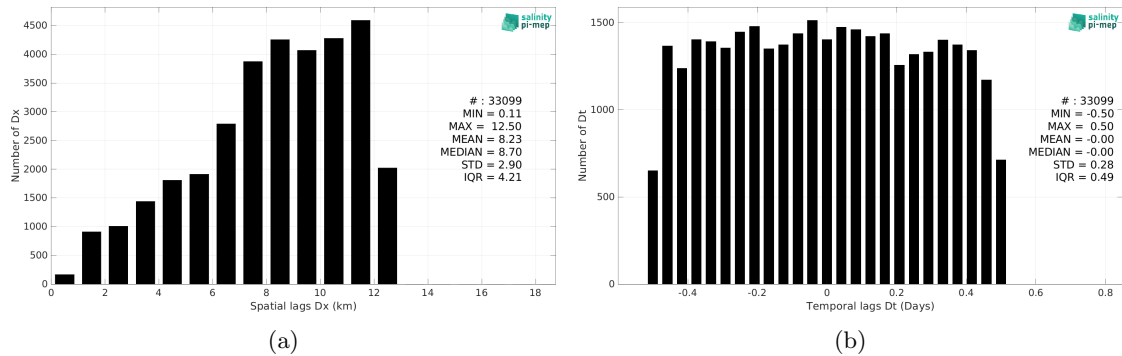 salinity
pi-mep
4500
4000
3500
3000
2500
2000
1500
1000
500
0
Number of Dx
# : 33099
MIN = 0.11
MAX = 12.50
MEAN = 8.23
MEDIAN = 8.70
STD = 2.90
IQR = 4.21
0 2 4 6 8 10 12 14 16 18
Spatial lags Dx (km)
(a)
salinity
pi-mep
1500
1000
500
0
Number of Dt
# : 33099
MIN = -0.50
MAX = 0.50
MEAN = -0.00
MEDIAN = -0.00
STD = 0.28
IQR = 0.49
-0.4 -0.2 0 0.2 0.4 0.6 0.8
Temporal lags Dt (Days)
(b)